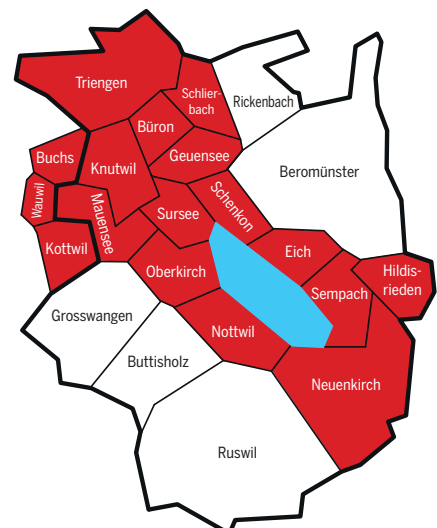 Triengen
Schlier-
bach
Rickenbach
Büron
Buchs
Knutwil
Geuensee
Beromünster
Wauwil
Mauensee
Sursee
Schenkon
Kottwil
Oberkirch
Eich
Hildis-
rieden
Sempach
Grosswangen
Nottwil
Buttisholz
Neuenkirch
Ruswil